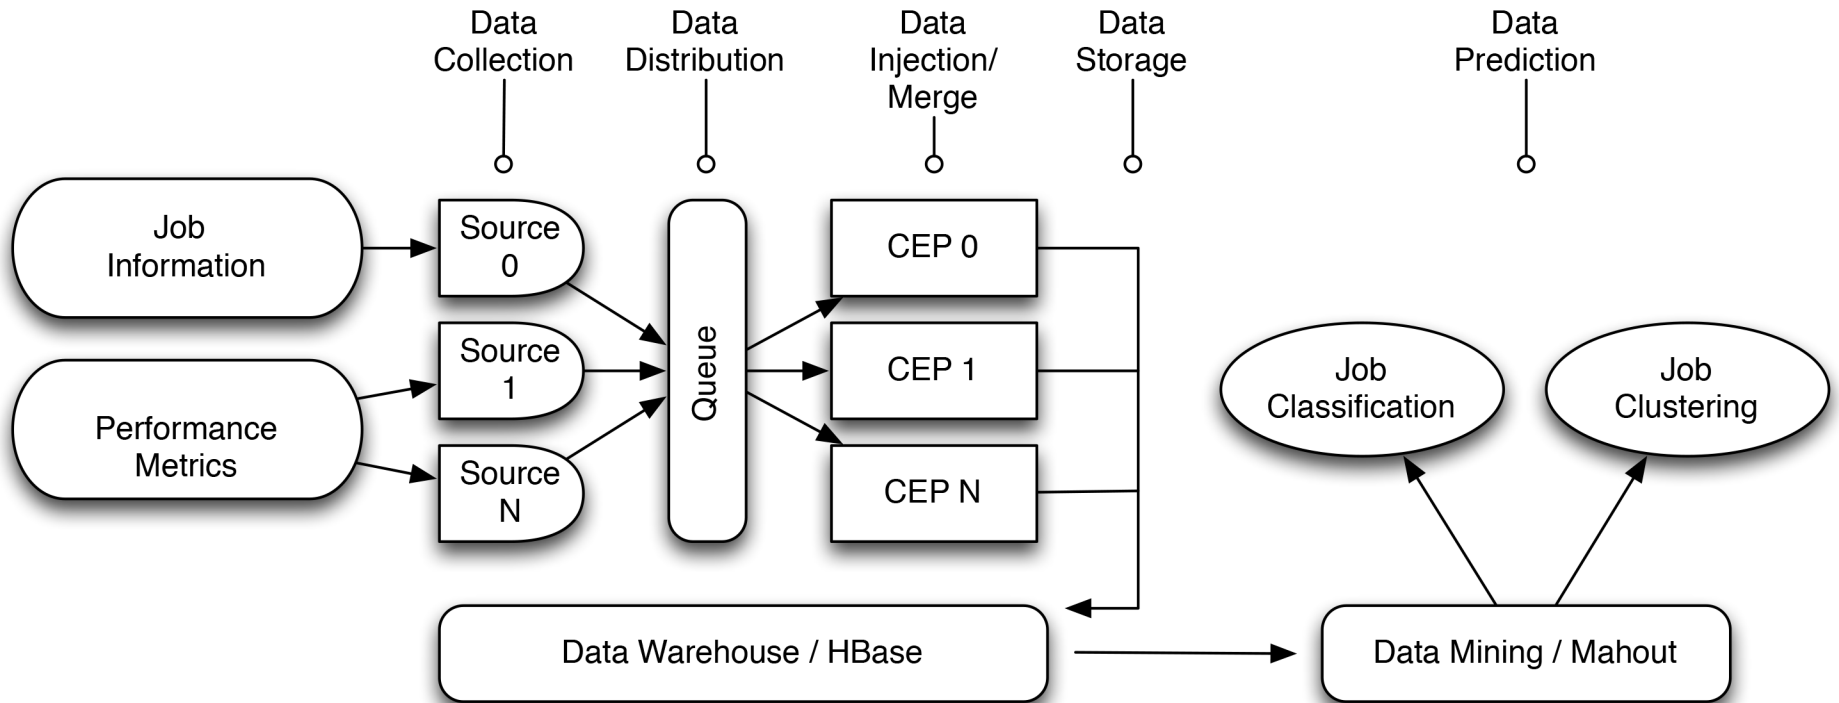 Data
Collection
Data
Distribution
Data
Injection/
Merge
Data
Storage
Data
Prediction
Job
Information
Source
0
CEP 0
Performance
Metrics
Source
1
Queue
CEP 1
Job
Classification
Job
Clustering
Source
N
CEP N
Data Warehouse / HBase
Data Mining / Mahout